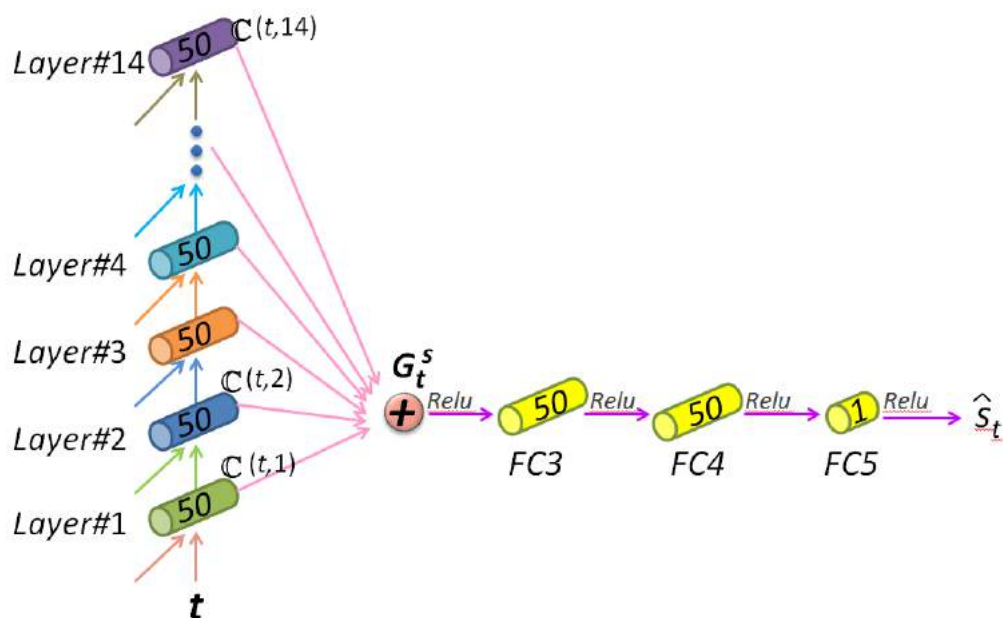 Layer#14 50 ℂ(t,14)
Layer#4 50
Layer#3 50
Layer#2 50 ℂ(t,2)
Layer#1 50 ℂ(t,1)
t
G_t^s
+ Relu 50 Relu 50 Relu 1 Relu Ŝ_t
FC3 FC4 FC5